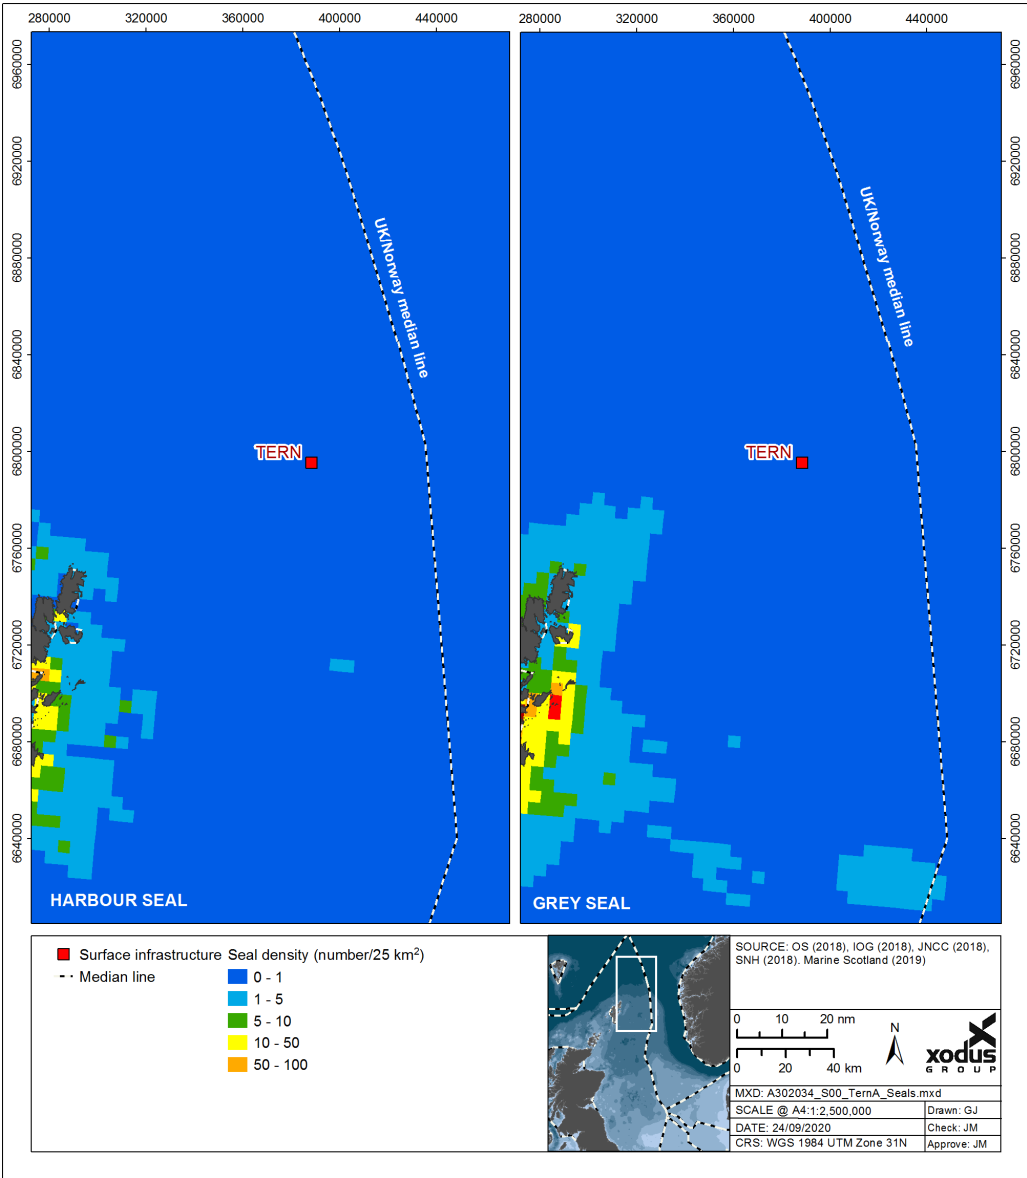 280000 320000 360000 400000 440000
280000 320000 360000 400000 440000
6960000
6920000
6880000
6840000
6800000
6760000
6720000
6680000
6640000
UK/Norway median line
TERN
HARBOUR SEAL
UK/Norway median line
TERN
GREY SEAL
6960000
6920000
6880000
6840000
6800000
6760000
6720000
6680000
6640000
Surface infrastructure
Median line
Seal density (number/25 km²)
0 - 1
1 - 5
5 - 10
10 - 50
50 - 100
SOURCE: OS (2018), IOG (2018), JNCC (2018),
SNH (2018). Marine Scotland (2019)
0 10 20 nm
0 20 40 km
N
xodus
GROUP
MXD: A302034_S00_TernA_Seals.mxd
SCALE @ A4:1:2,500,000
Drawn: GJ
DATE: 24/09/2020
Check: JM
CRS: WGS 1984 UTM Zone 31N
Approve: JM